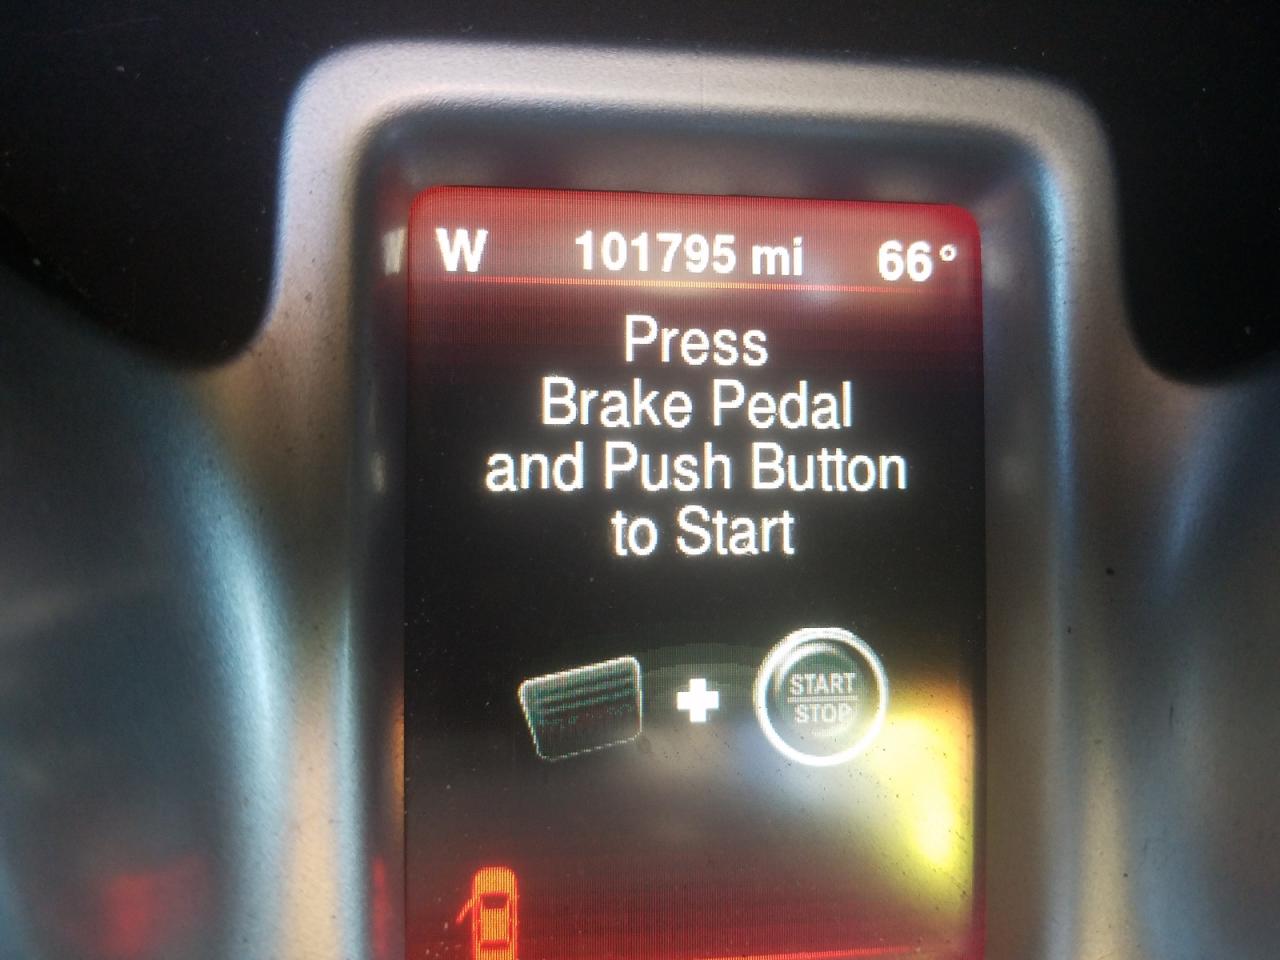 W 101795 mi 66°
Press
Brake Pedal
and Push Button
to Start
START
STOP